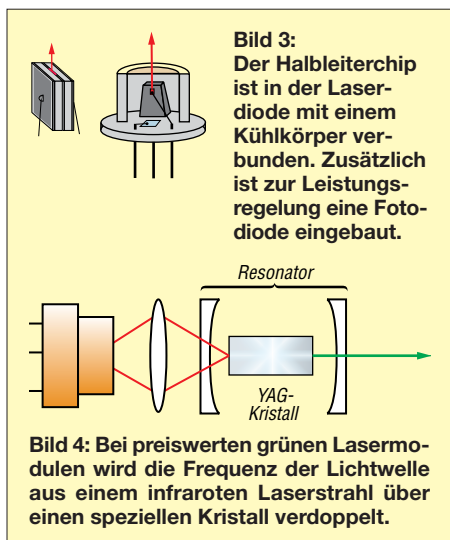 Bild 3:
Der Halbleiterchip
ist in der Laser-
diode mit einem
Kühlkörper ver-
bunden. Zusätzlich
ist zur Leistungs-
regelung eine Foto-
diode eingebaut.
Resonator
YAG-
Kristall
Bild 4: Bei preiswerten grünen Lasermo-
dulen wird die Frequenz der Lichtwelle
aus einem infraroten Laserstrahl über
einen speziellen Kristall verdoppelt.